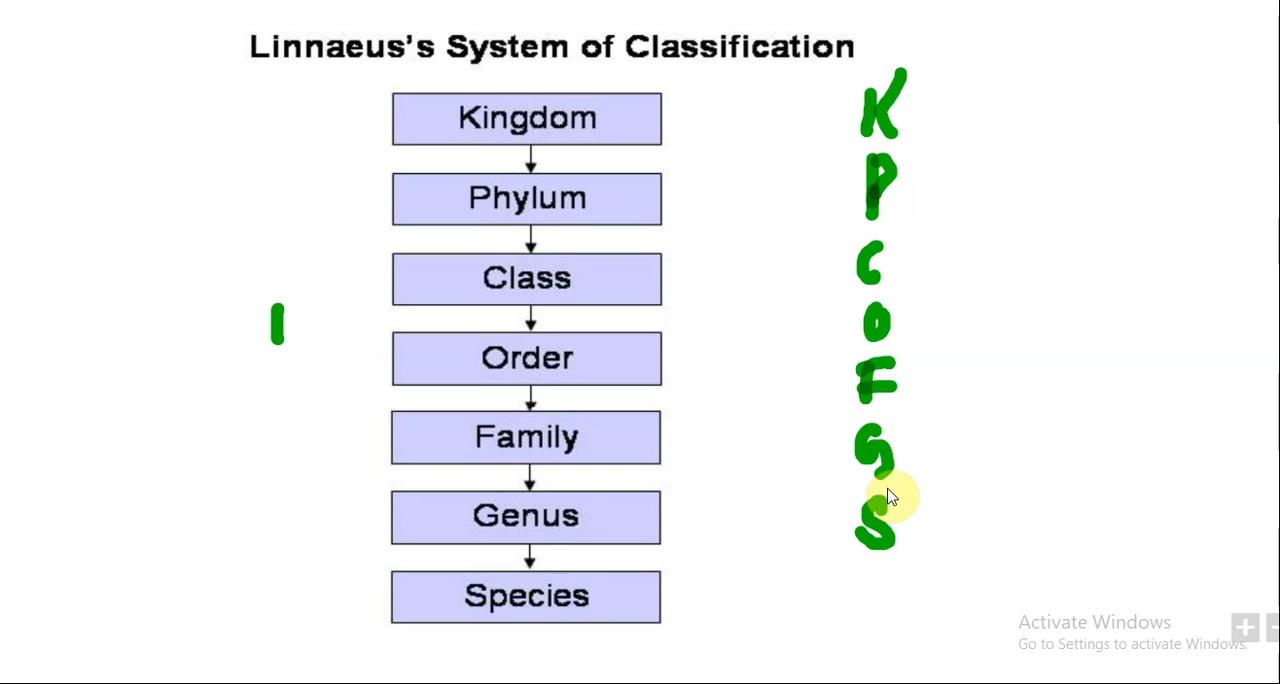 Linnaeus's System of Classification
Kingdom
K
Phylum
P
Class
C
I
Order
O
Family
F
Genus
G
Species
S
Activate Windows
Go to Settings to activate Windows.